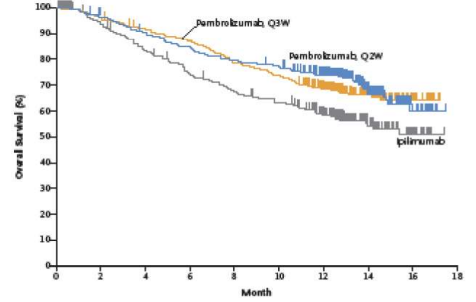 100
90
80
70
60
50
40
30
20
10
0
Overall Survival (%)
Pembrolizumab, Q3W
Pembrolizumab, Q2W
Ipilimumab
0 2 4 6 8 10 12 14 16 18
Month